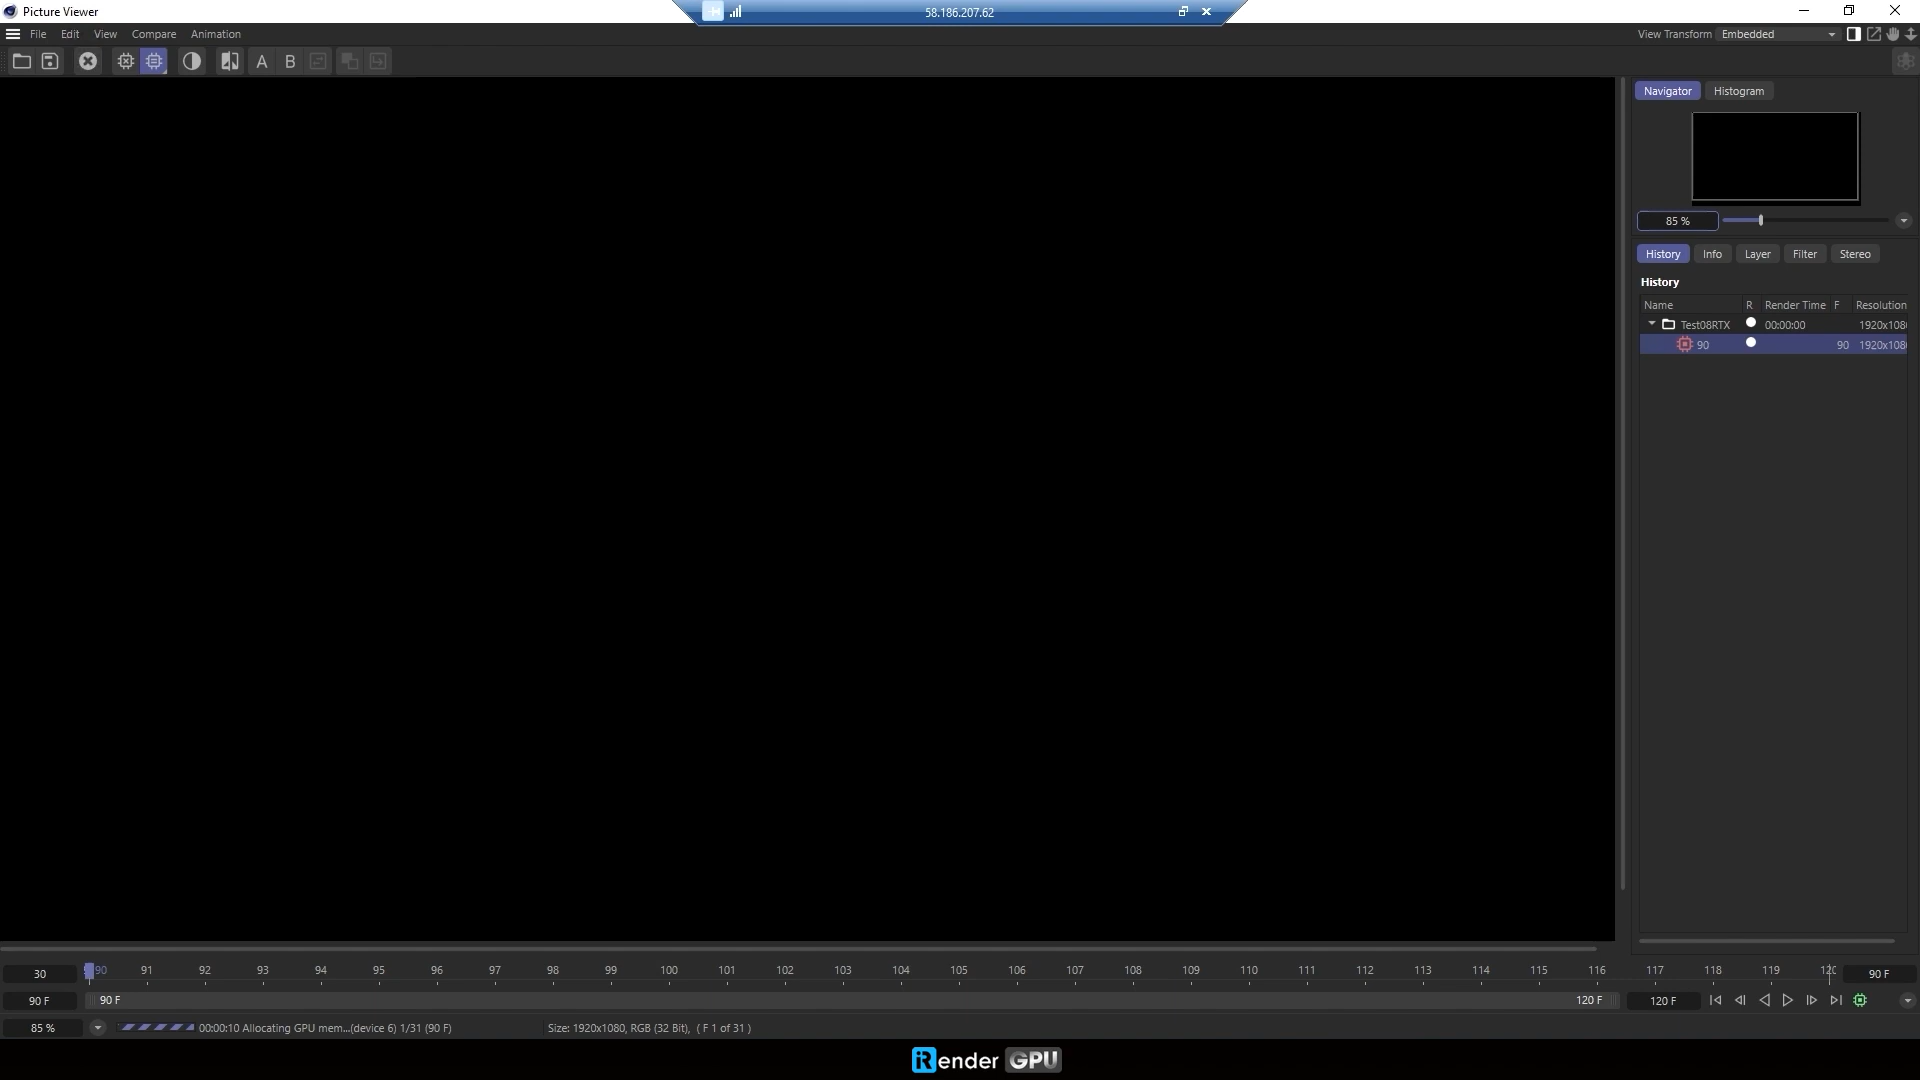 Picture Viewer
58.186.207.62
File Edit View Compare Animation
View Transform Embedded
A B
Navigator Histogram
85 %
History Info Layer Filter Stereo
History
Name R Render Time F Resolution
Test08RTX 00:00:00 1920x108
90 90 1920x108
30 90 91 92 93 94 95 96 97 98 99 100 101 102 103 104 105 106 107 108 109 110 111 112 113 114 115 116 117 118 119 120 90 F
90 F 90 F 120 F 120 F
85 % 00:00:10 Allocating GPU mem...(device 6) 1/31 (90 F) Size: 1920x1080, RGB (32 Bit), ( F 1 of 31 )
iRender GPU